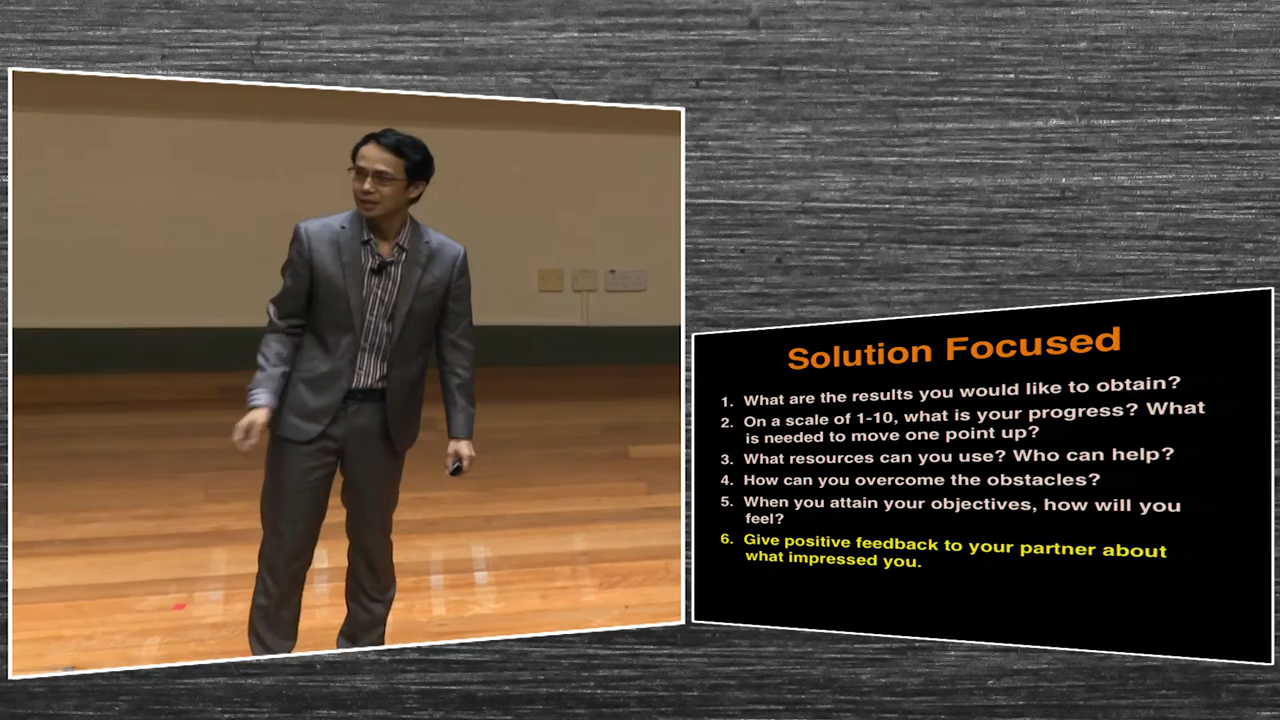 Solution Focused
1. What are the results you would like to obtain?
2. On a scale of 1-10, what is your progress? What
is needed to move one point up?
3. What resources can you use? Who can help?
4. How can you overcome the obstacles?
5. When you attain your objectives, how will you
feel?
6. Give positive feedback to your partner about
what impressed you.